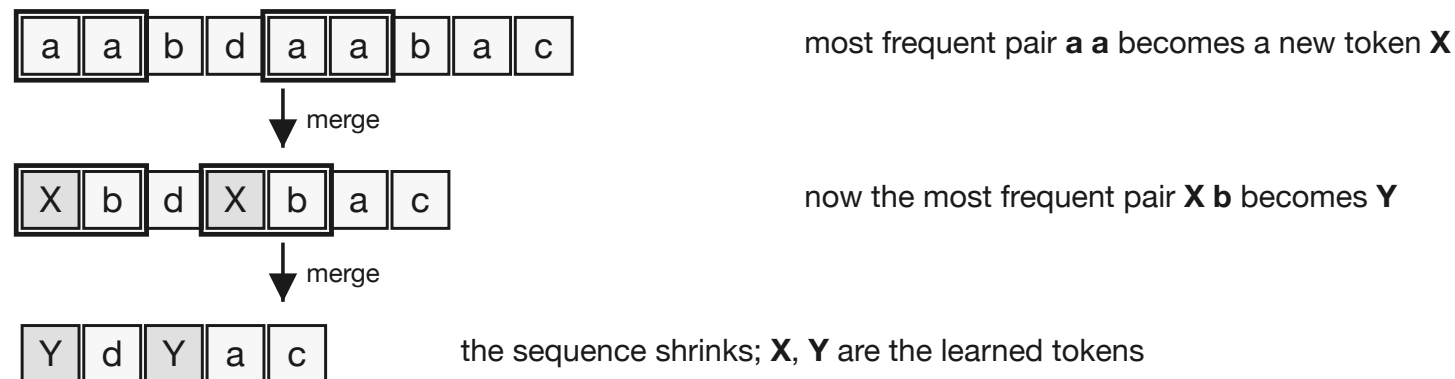 a a b d a a b a c
most frequent pair a a becomes a new token X
merge
X b d X b a c
now the most frequent pair X b becomes Y
merge
Y d Y a c
the sequence shrinks; X, Y are the learned tokens